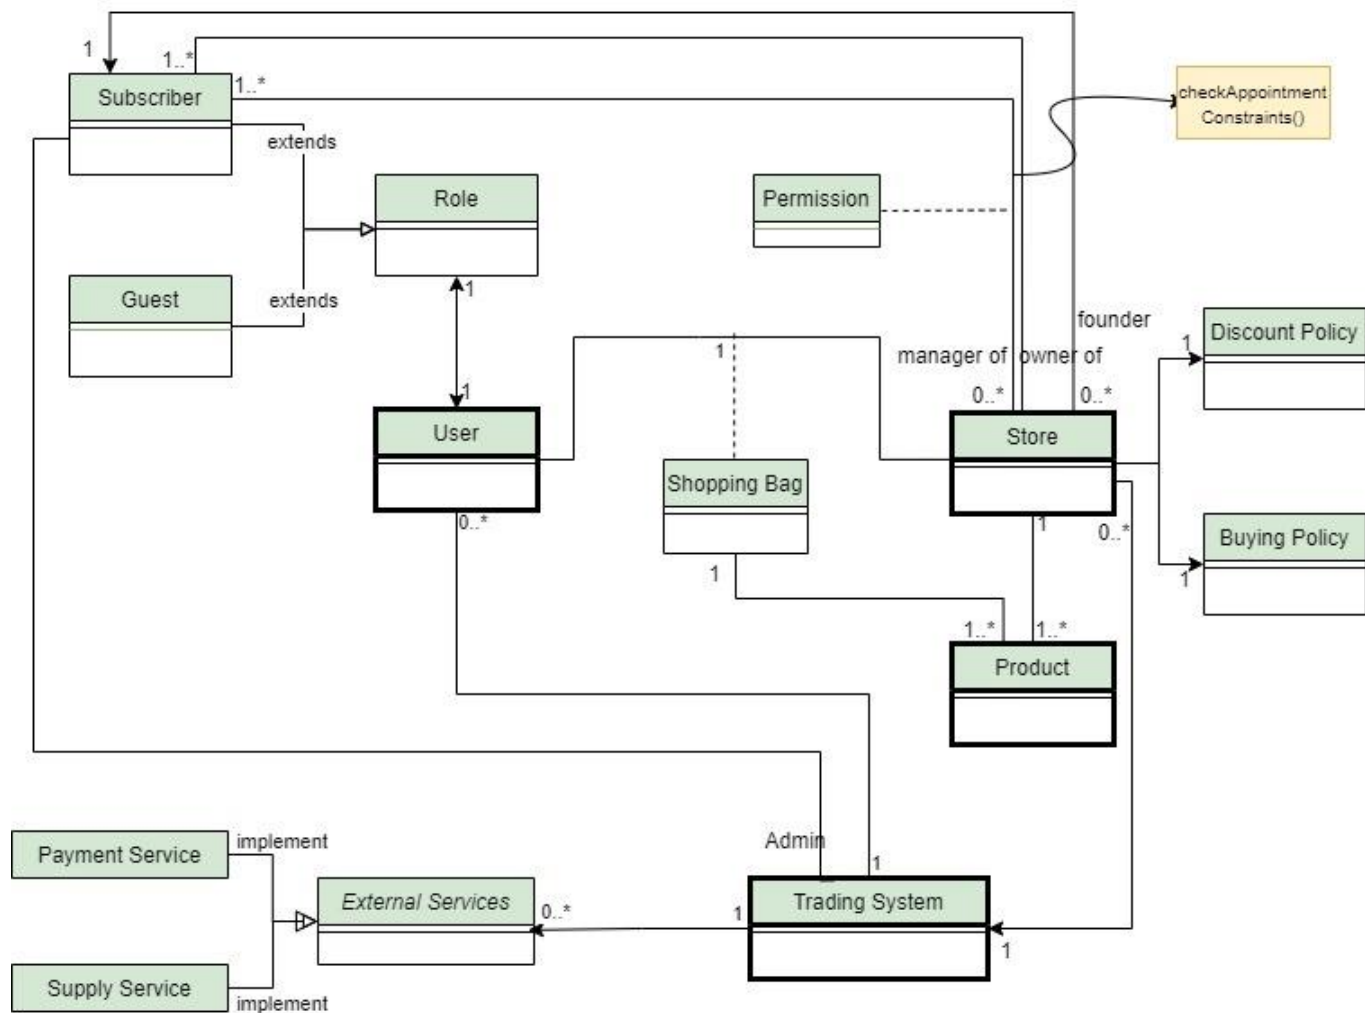 1
1..*
1..*
Subscriber
checkAppointment
Constraints()
extends
Role
Permission
Guest
extends
1
founder
Discount Policy
1
1
manager of
owner of
1
0..*
0..*
User
Store
Shopping Bag
0..*
1
0..*
Buying Policy
1
1
1..*
1..*
Product
Payment Service
implement
Admin
1
External Services
0..*
1
Trading System
1
Supply Service
implement